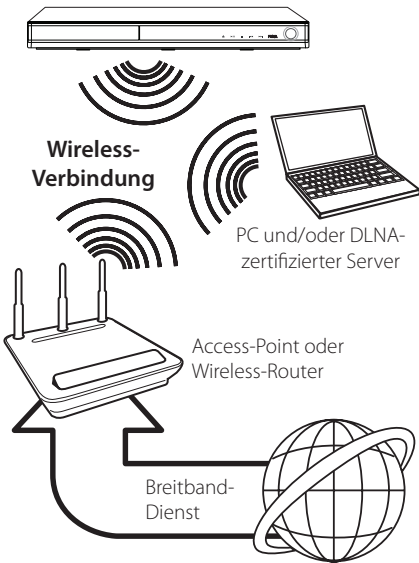 Wireless-
Verbindung
PC und/oder DLNA-
zertifizierter Server
Access-Point oder
Wireless-Router
Breitband-
Dienst